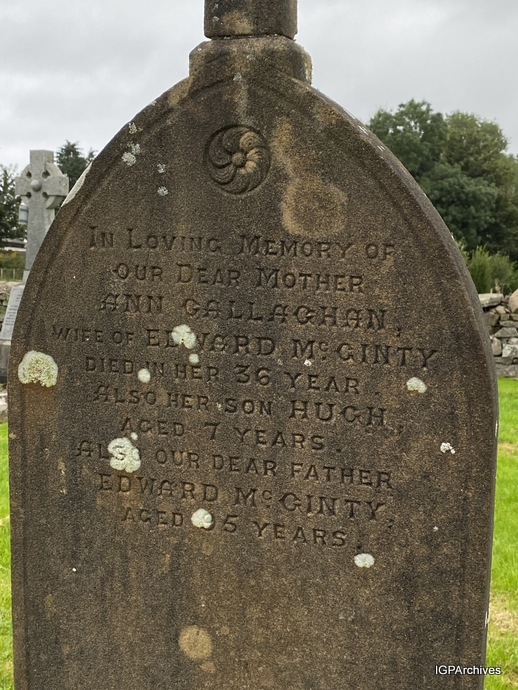 In Loving Memory of
our Dear Mother
Ann Gallaghan,
wife of Edward McGinty
died in her 36 year.
Also her son Hugh,
aged 7 years.
Also our dear father
Edward McGinty,
aged 5 years.
IGPArchives